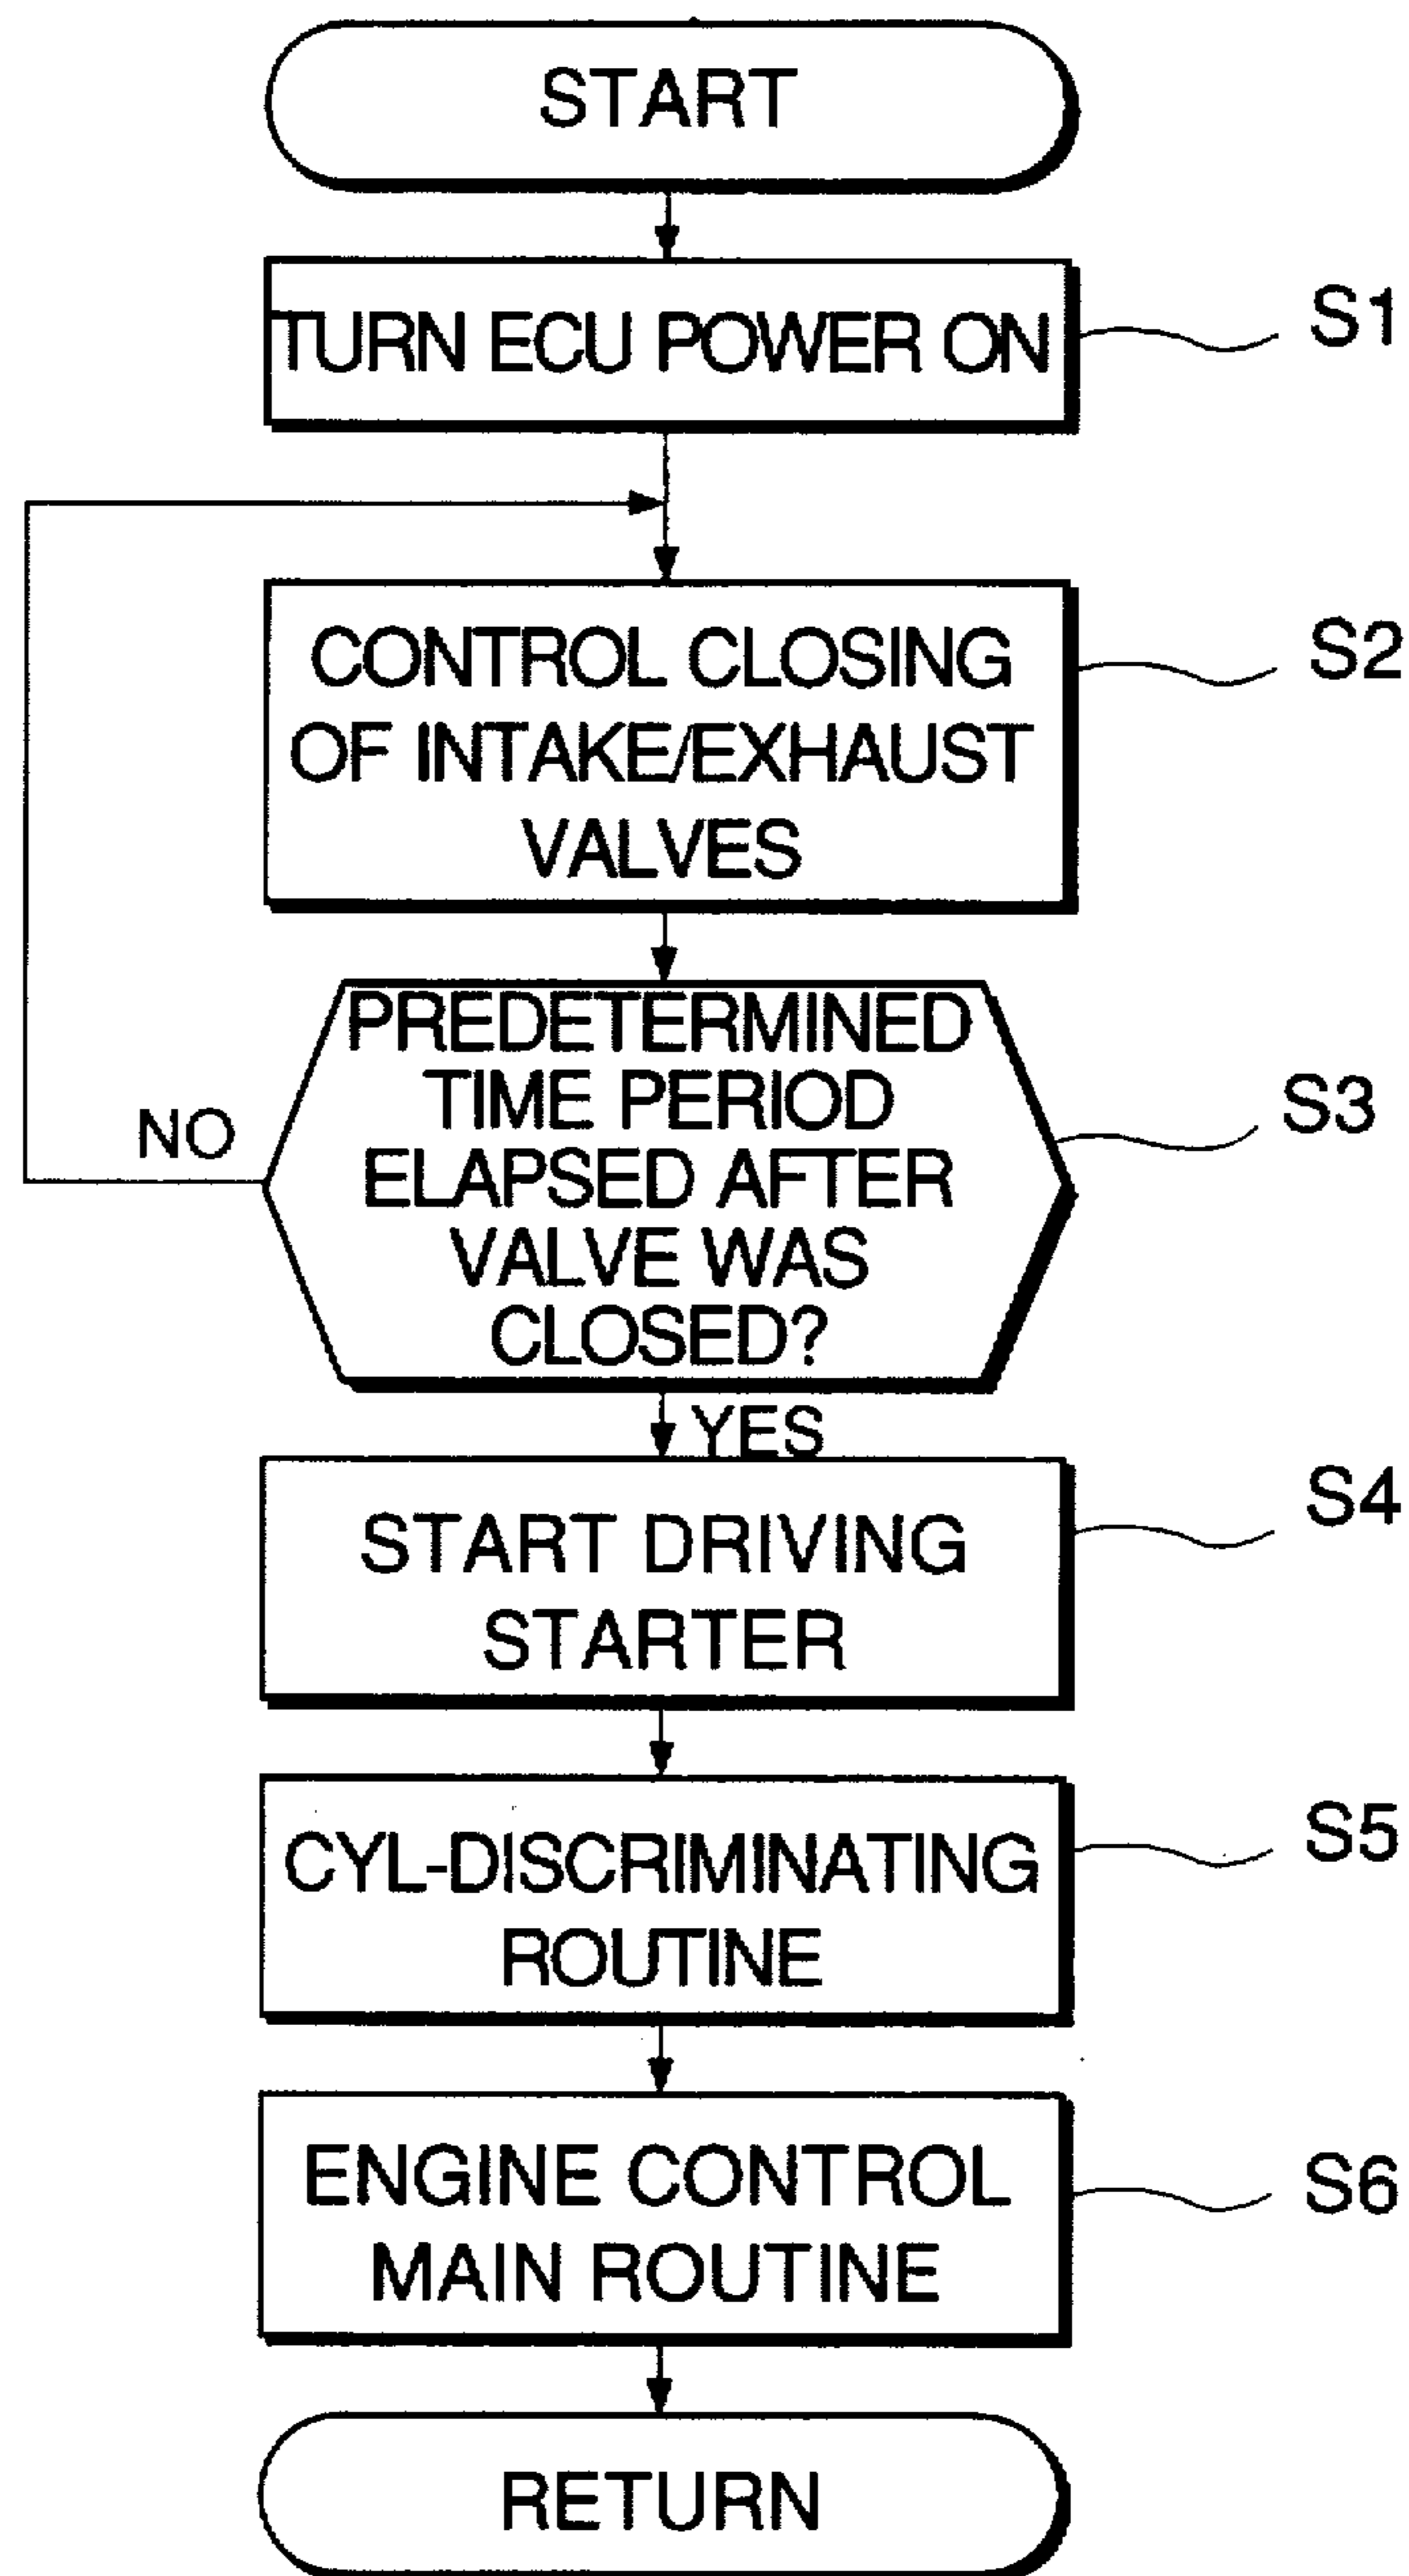 START
TURN ECU POWER ON
S1
CONTROL CLOSING
OF INTAKE/EXHAUST
VALVES
S2
PREDETERMINED
TIME PERIOD
ELAPSED AFTER
VALVE WAS
CLOSED?
S3
NO
YES
START DRIVING
STARTER
S4
CYL-DISCRIMINATING
ROUTINE
S5
ENGINE CONTROL
MAIN ROUTINE
S6
RETURN